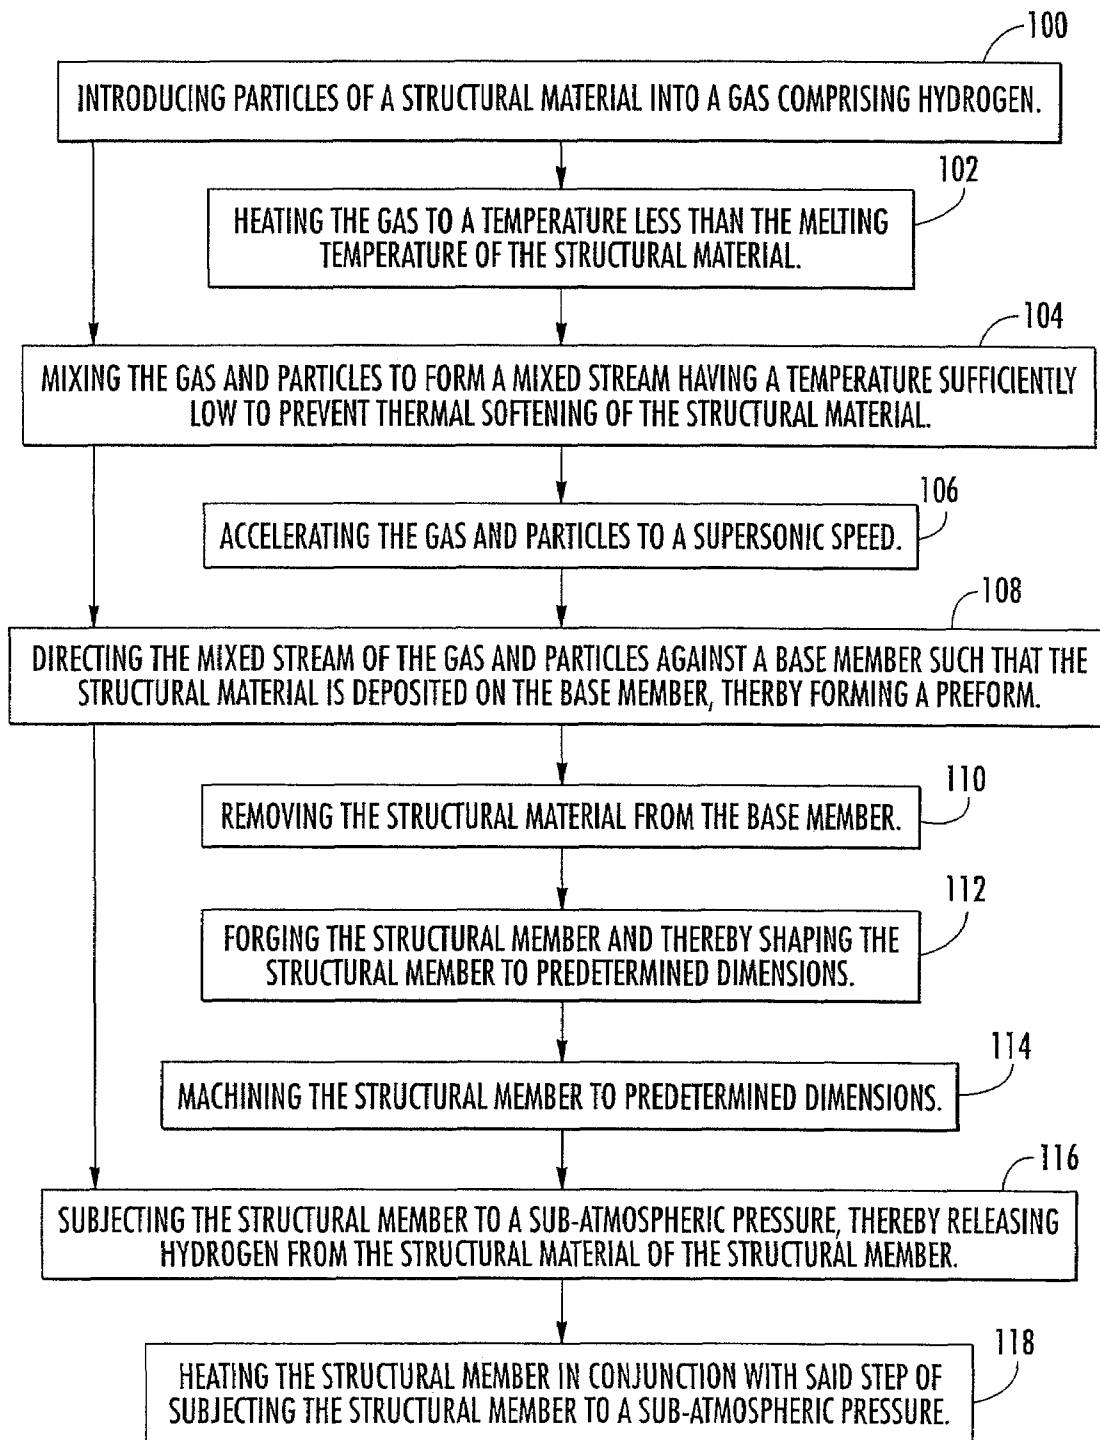 100
INTRODUCING PARTICLES OF A STRUCTURAL MATERIAL INTO A GAS COMPRISING HYDROGEN.
102
HEATING THE GAS TO A TEMPERATURE LESS THAN THE MELTING
TEMPERATURE OF THE STRUCTURAL MATERIAL.
104
MIXING THE GAS AND PARTICLES TO FORM A MIXED STREAM HAVING A TEMPERATURE SUFFICIENTLY
LOW TO PREVENT THERMAL SOFTENING OF THE STRUCTURAL MATERIAL.
106
ACCELERATING THE GAS AND PARTICLES TO A SUPERSONIC SPEED.
108
DIRECTING THE MIXED STREAM OF THE GAS AND PARTICLES AGAINST A BASE MEMBER SUCH THAT THE
STRUCTURAL MATERIAL IS DEPOSITED ON THE BASE MEMBER, THERBY FORMING A PREFORM.
110
REMOVING THE STRUCTURAL MATERIAL FROM THE BASE MEMBER.
112
FORGING THE STRUCTURAL MEMBER AND THEREBY SHAPING THE
STRUCTURAL MEMBER TO PREDETERMINED DIMENSIONS.
114
MACHINING THE STRUCTURAL MEMBER TO PREDETERMINED DIMENSIONS.
116
SUBJECTING THE STRUCTURAL MEMBER TO A SUB-ATMOSPHERIC PRESSURE, THEREBY RELEASING
HYDROGEN FROM THE STRUCTURAL MATERIAL OF THE STRUCTURAL MEMBER.
118
HEATING THE STRUCTURAL MEMBER IN CONJUNCTION WITH SAID STEP OF
SUBJECTING THE STRUCTURAL MEMBER TO A SUB-ATMOSPHERIC PRESSURE.